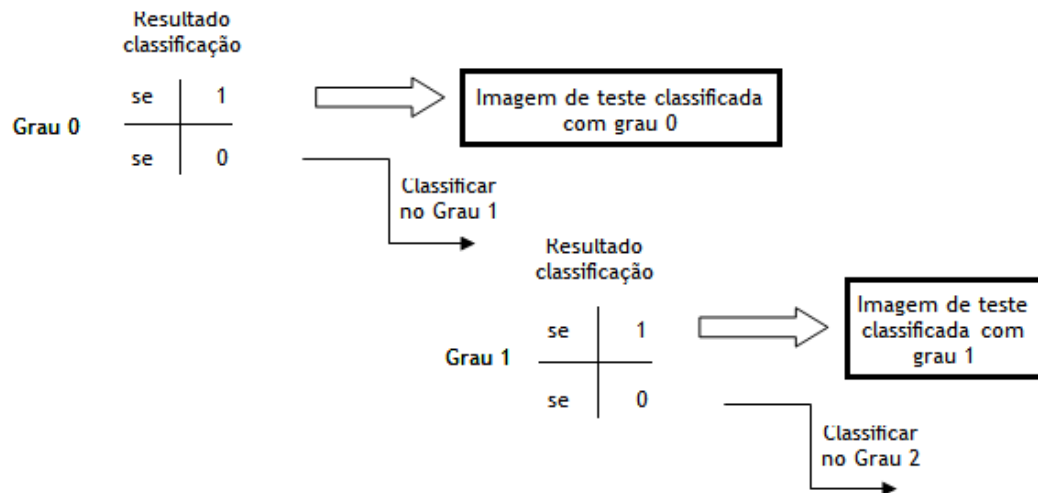 Resultado
classificação
se 1
Grau 0
se 0
Imagem de teste classificada
com grau 0
Classificar
no Grau 1
Resultado
classificação
se 1
Grau 1
se 0
Imagem de teste
classificada com
grau 1
Classificar
no Grau 2